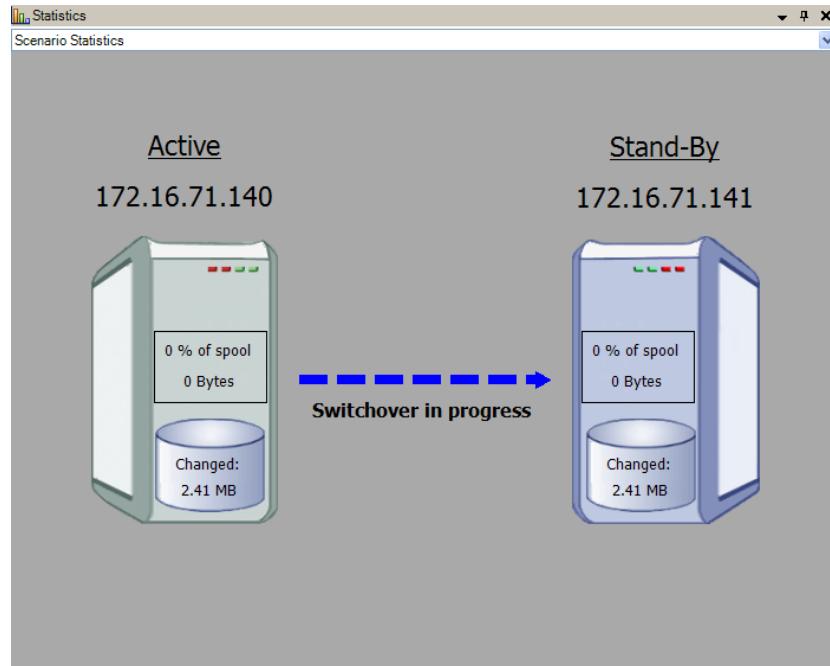 Statistics
Scenario Statistics
Active
172.16.71.140
0 % of spool
0 Bytes
Changed:
2.41 MB
Switchover in progress
Stand-By
172.16.71.141
0 % of spool
0 Bytes
Changed:
2.41 MB